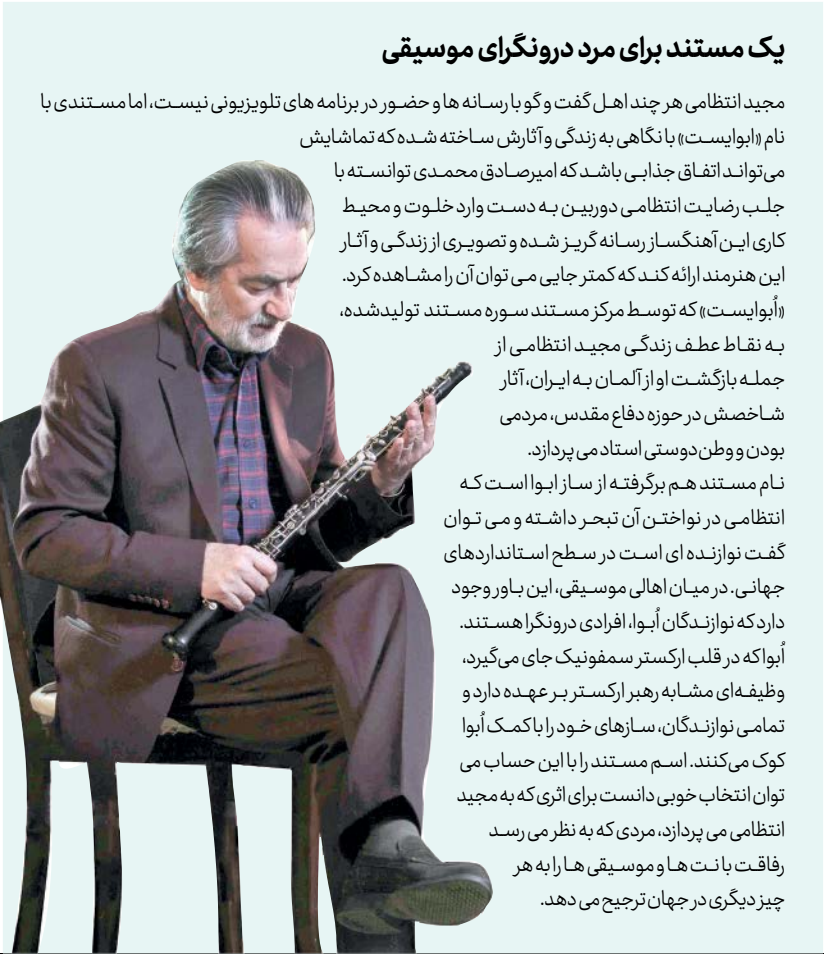 یک مستند برای مرد درونگرای موسیقی
مجید انتظامی هر چند اهل گفت و گو با رسانه ها و حضور در برنامه های تلویزیونی نیست، اما مستندی با
نام «ابوایست» با نگاهی به زندگی و آثارش ساخته شده که تماشایش
می‌تواند اتفاق جذابی باشد که امیرصادق محمدی توانسته با
جلب رضایت انتظامی دوربین به دست وارد خلوت و محیط
کاری این آهنگساز رسانه گریز شده و تصویری از زندگی و آثار
این هنرمند ارائه کند که کمتر جایی می توان آن را مشاهده کرد.
«اُبوایست» که توسط مرکز مستند سوره مستند تولیدشده،
به نقاط عطف زندگی مجید انتظامی از
جمله بازگشت او از آلمان به ایران، آثار
شاخصش در حوزه دفاع مقدس، مردمی
بودن و وطن‌دوستی استاد می پردازد.
نام مستند هم برگرفته از ساز ابوا است که
انتظامی در نواختن آن تبحر داشته و می توان
گفت نوازنده ای است در سطح استانداردهای
جهانی. در میان اهالی موسیقی، این باور وجود
دارد که نوازندگان اُبوا، افرادی درونگرا هستند.
اُبوا که در قلب ارکستر سمفونیک جای می‌گیرد،
وظیفه‌ای مشابه رهبر ارکستر بر عهده دارد و
تمامی نوازندگان، سازهای خود را با کمک اُبوا
کوک می‌کنند. اسم مستند را با این حساب می
توان انتخاب خوبی دانست برای اثری که به مجید
انتظامی می پردازد، مردی که به نظر می رسد
رفاقت با نت ها و موسیقی ها را به هر
چیز دیگری در جهان ترجیح می دهد.